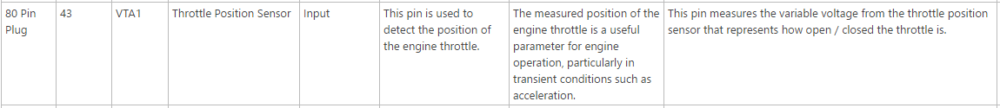 80 Pin
Plug
43
VTA1
Throttle Position Sensor
Input
This pin is used to
detect the position of
the engine throttle.
The measured position of the
engine throttle is a useful
parameter for engine
operation, particularly in
transient conditions such as
acceleration.
This pin measures the variable voltage from the throttle position
sensor that represents how open / closed the throttle is.